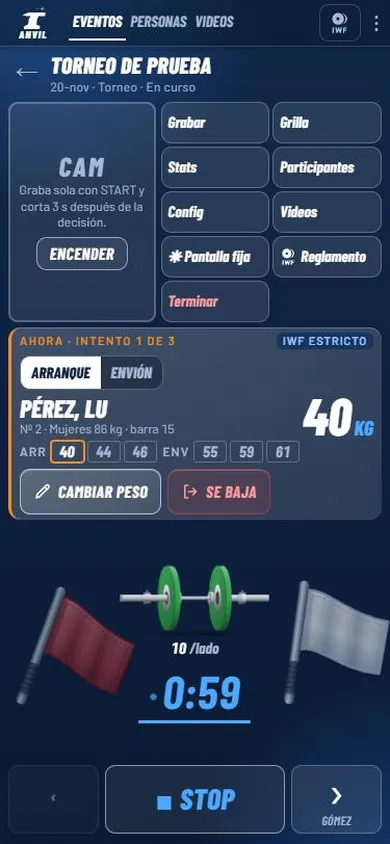 ANVIL
EVENTOS PERSONAS VIDEOS
IWF
← TORNEO DE PRUEBA
20-nov · Torneo · En curso
CAM
Graba sola con START y
corta 3 s después de la
decisión.
ENCENDER
Grabar
Grilla
Stats
Participantes
Config
Videos
Pantalla fija
IWF Reglamento
Terminar
AHORA · INTENTO 1 DE 3
IWF ESTRICTO
ARRANQUE ENVIÓN
PÉREZ, LU
Nº 2 · Mujeres 86 kg · barra 15
40 KG
ARR 40 44 46 ENV 55 59 61
CAMBIAR PESO
SE BAJA
10 /lado
0:59
‹
STOP
›
GÓMEZ